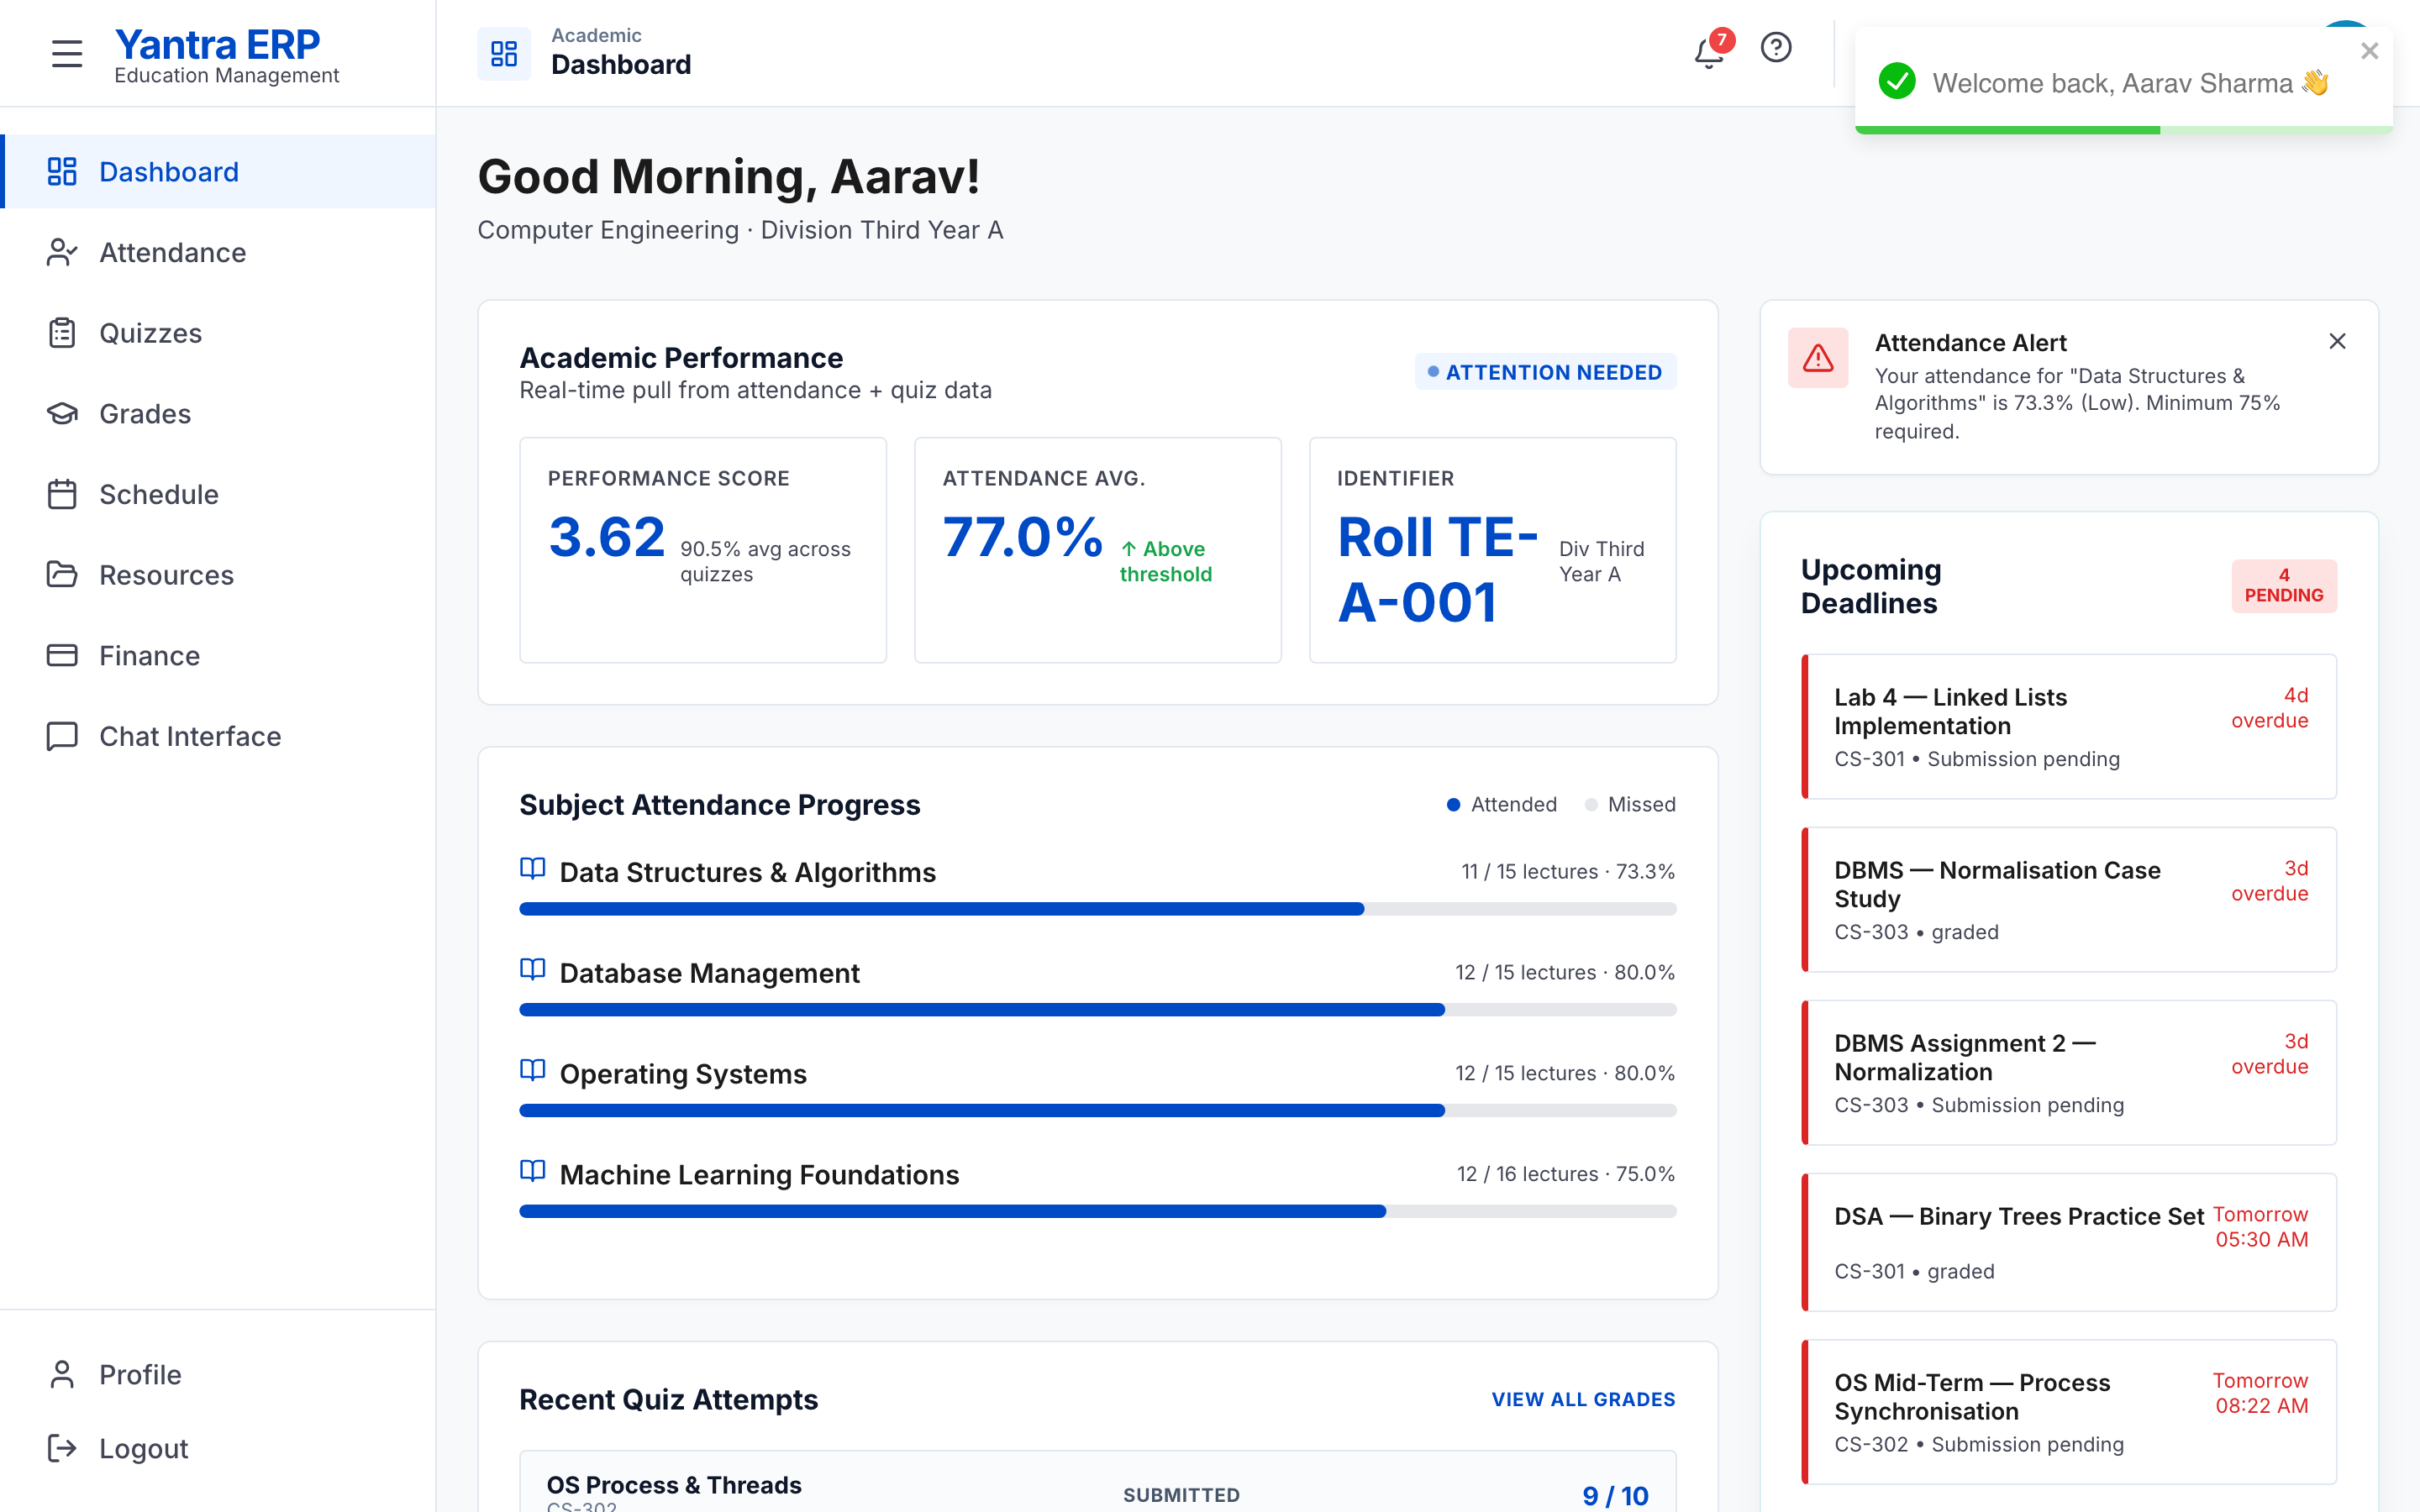 Yantra ERP
Education Management
Dashboard
Attendance
Quizzes
Grades
Schedule
Resources
Finance
Chat Interface
Profile
Logout
Academic
Dashboard
7
Welcome back, Aarav Sharma 👋
Good Morning, Aarav!
Computer Engineering · Division Third Year A
Academic Performance
Real-time pull from attendance + quiz data
ATTENTION NEEDED
PERFORMANCE SCORE
3.62 90.5% avg across
quizzes
ATTENDANCE AVG.
77.0% ↑ Above
threshold
IDENTIFIER
Roll TE- Div Third
A-001 Year A
Subject Attendance Progress
Attended Missed
Data Structures & Algorithms 11 / 15 lectures · 73.3%
Database Management 12 / 15 lectures · 80.0%
Operating Systems 12 / 15 lectures · 80.0%
Machine Learning Foundations 12 / 16 lectures · 75.0%
Recent Quiz Attempts VIEW ALL GRADES
OS Process & Threads
CS-302
SUBMITTED
9 / 10
Attendance Alert
Your attendance for "Data Structures &
Algorithms" is 73.3% (Low). Minimum 75%
required.
Upcoming
Deadlines
4
PENDING
Lab 4 — Linked Lists
Implementation
4d
overdue
CS-301 • Submission pending
DBMS — Normalisation Case
Study
3d
overdue
CS-303 • graded
DBMS Assignment 2 —
Normalization
3d
overdue
CS-303 • Submission pending
DSA — Binary Trees Practice Set
Tomorrow
05:30 AM
CS-301 • graded
OS Mid-Term — Process
Synchronisation
Tomorrow
08:22 AM
CS-302 • Submission pending